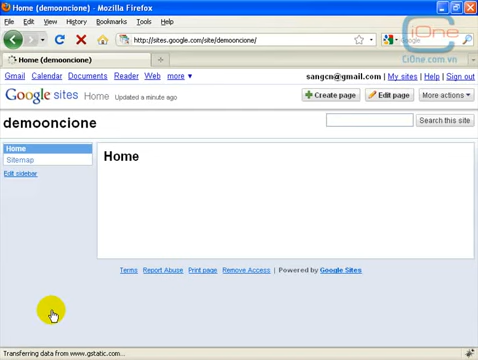 Home (demooncione) - Mozilla Firefox
File Edit View History Bookmarks Tools Help
CiOne
CiOne.com.vn
http://sites.google.com/site/demooncione/
Google
Home (demooncione)
Gmail Calendar Documents Reader Web more ▼
sangcn@gmail.com | My sites | Help | Sign out
Google sites Home Updated a minute ago
Create page Edit page More actions
demooncione
Search this site
Home
Sitemap
Edit sidebar
Home
Terms Report Abuse Print page Remove Access | Powered by Google Sites
Transferring data from www.gstatic.com...